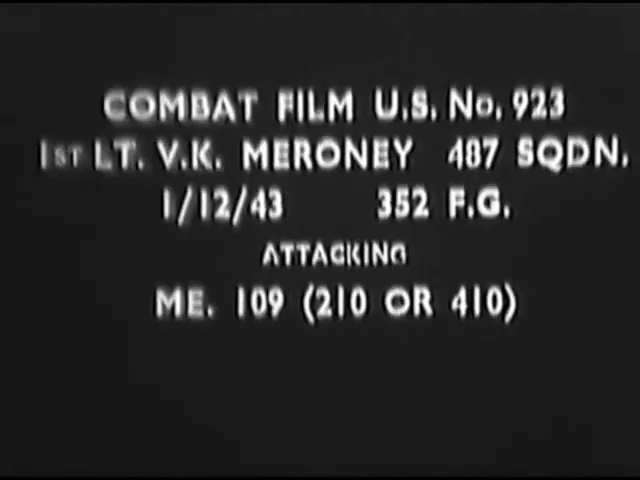 COMBAT FILM U.S. No. 923
1ST LT. V.K. MERONEY 487 SQDN.
1/12/43 352 F.G.
ATTACKING
ME. 109 (210 OR 410)